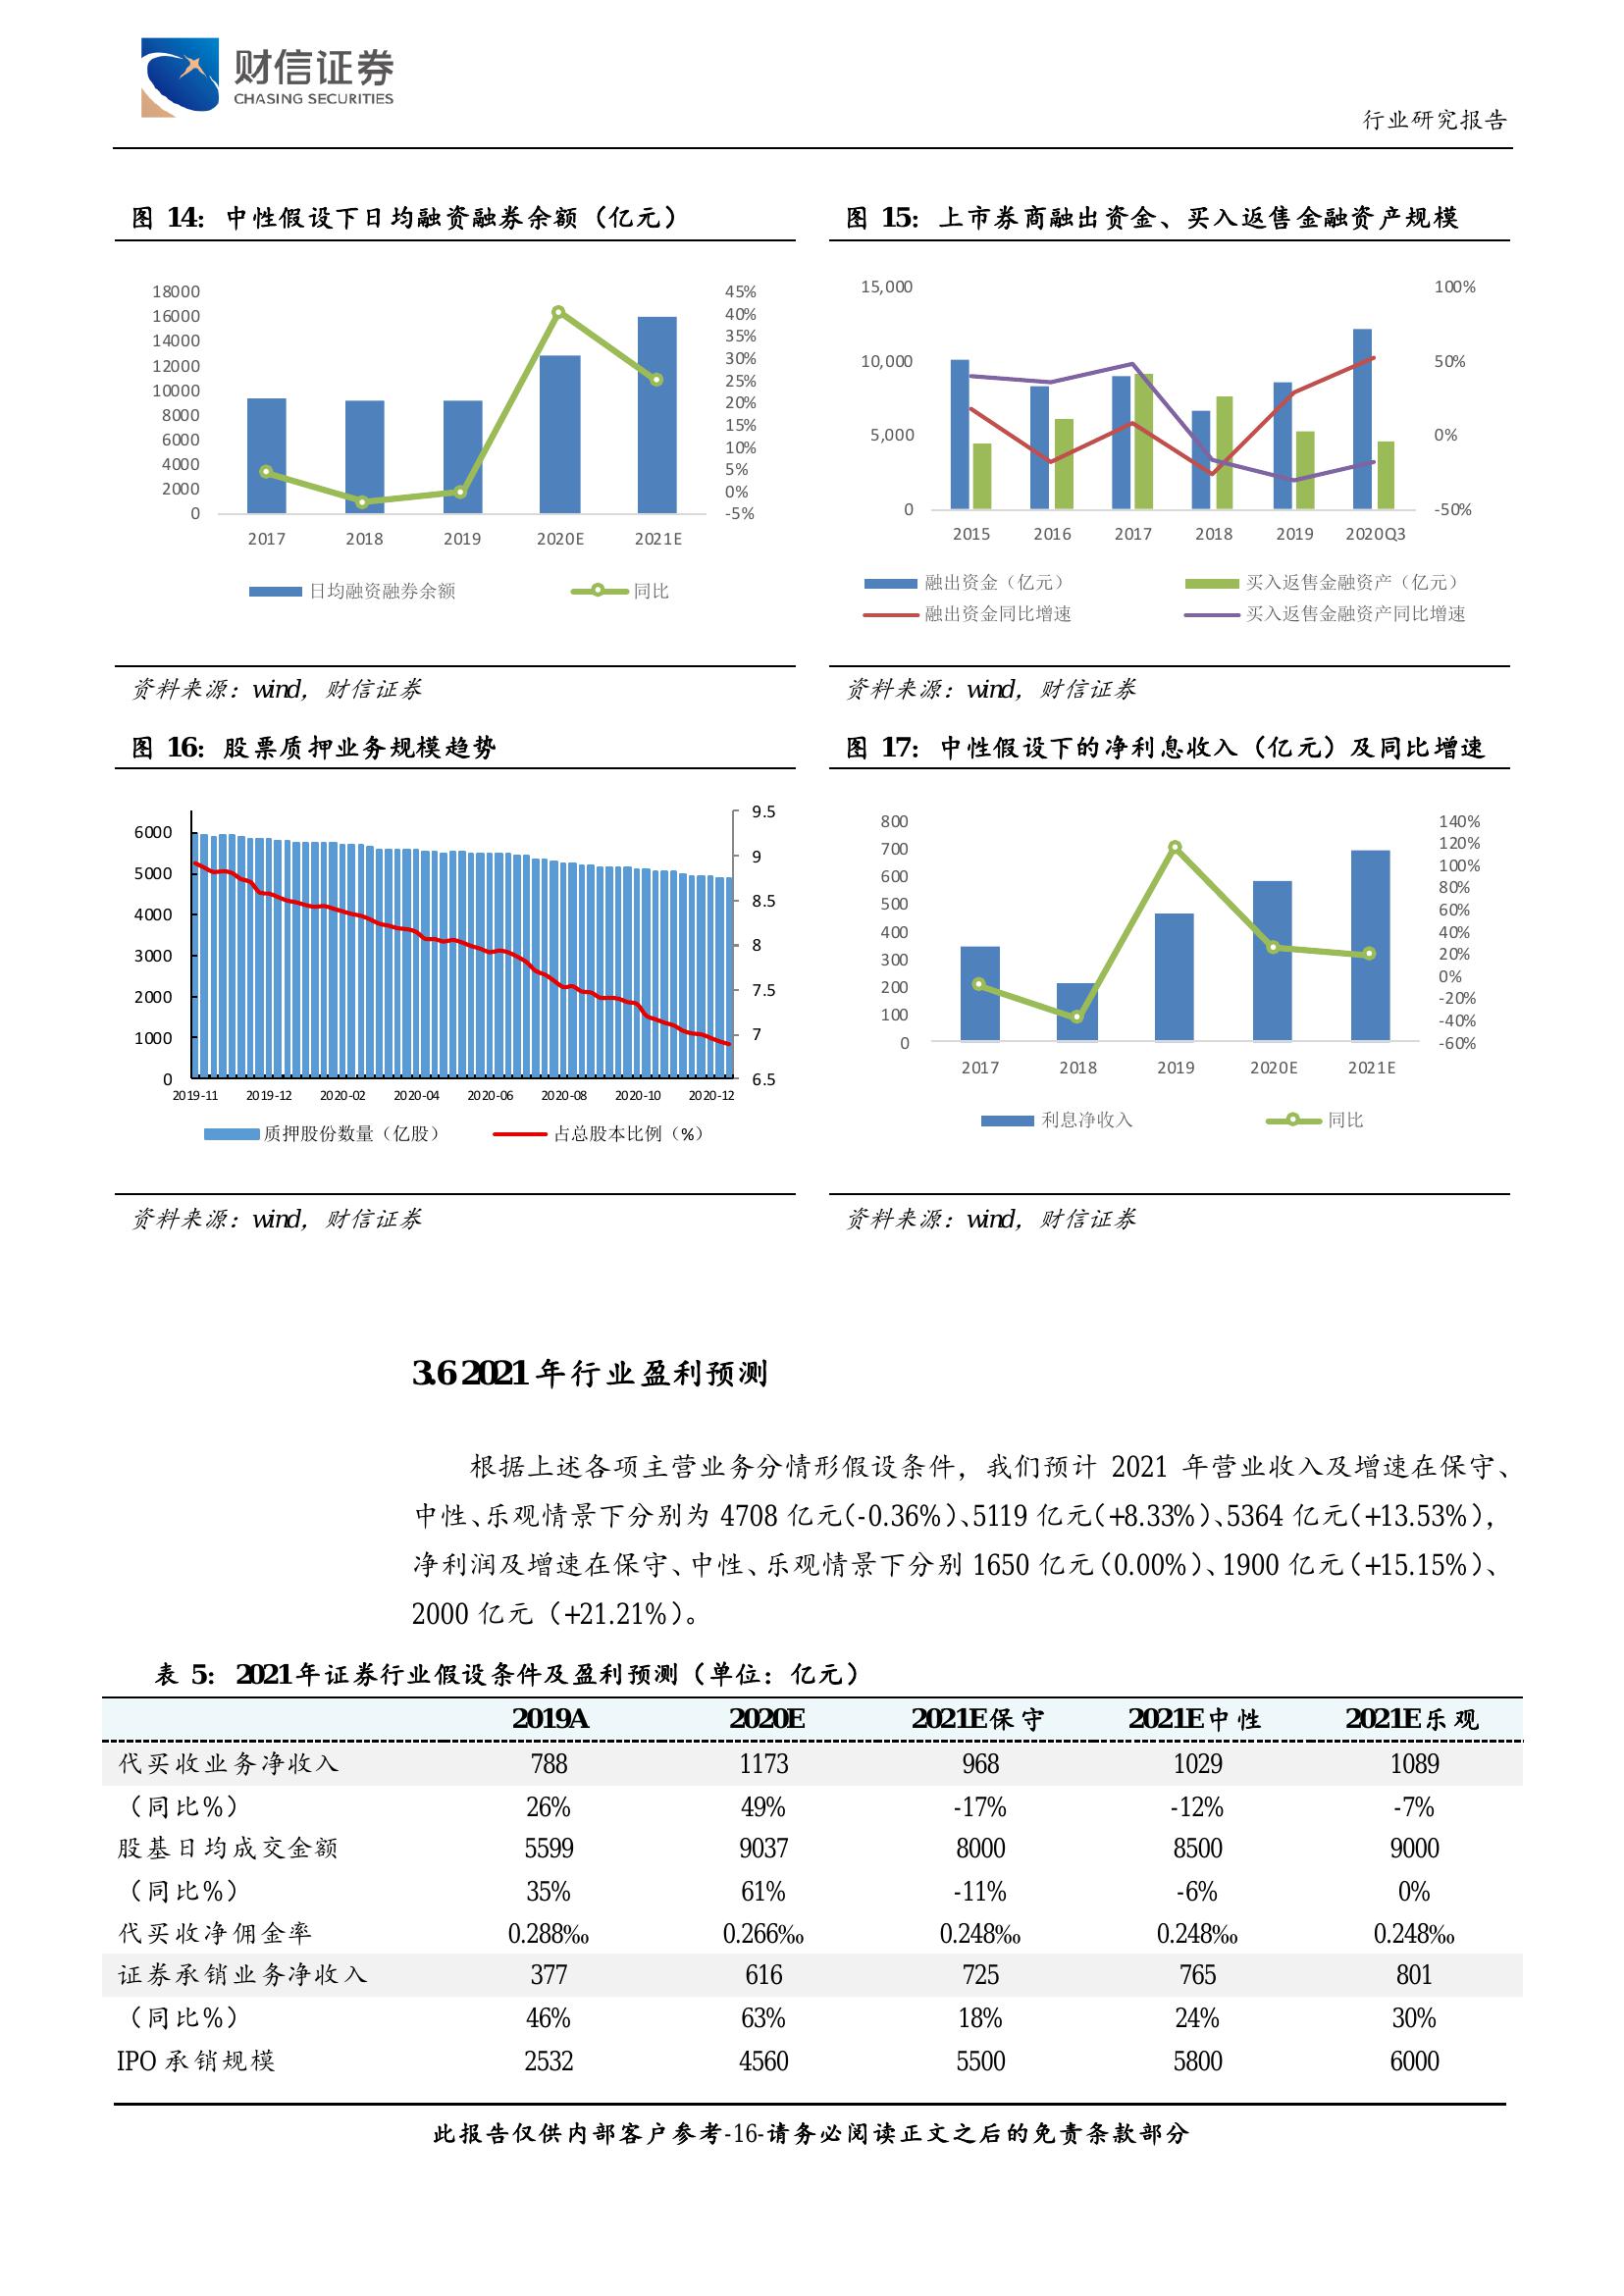 财信证券
CHASING SECURITIES
行业研究报告
图 14：中性假设下日均融资融券余额（亿元）
18000
16000
14000
12000
10000
8000
6000
4000
2000
0
45%
40%
35%
30%
25%
20%
15%
10%
5%
0%
-5%
2017 2018 2019 2020E 2021E
日均融资融券余额 同比
资料来源：wind，财信证券
图 15：上市券商融出资金、买入返售金融资产规模
15,000
10,000
5,000
0
100%
50%
0%
-50%
2015 2016 2017 2018 2019 2020Q3
融出资金（亿元） 买入返售金融资产（亿元）
融出资金同比增速 买入返售金融资产同比增速
资料来源：wind，财信证券
图 16：股票质押业务规模趋势
6000
5000
4000
3000
2000
1000
0
9.5
9
8.5
8
7.5
7
6.5
2019-11 2019-12 2020-02 2020-04 2020-06 2020-08 2020-10 2020-12
质押股份数量（亿股） 占总股本比例（%）
资料来源：wind，财信证券
图 17：中性假设下的净利息收入（亿元）及同比增速
800
700
600
500
400
300
200
100
0
140%
120%
100%
80%
60%
40%
20%
0%
-20%
-40%
-60%
2017 2018 2019 2020E 2021E
利息净收入 同比
资料来源：wind，财信证券
3.6 2021 年行业盈利预测
根据上述各项主营业务分情形假设条件，我们预计 2021 年营业收入及增速在保守、
中性、乐观情景下分别为 4708 亿元（-0.36%）、5119 亿元（+8.33%）、5364 亿元（+13.53%），
净利润及增速在保守、中性、乐观情景下分别 1650 亿元（0.00%）、1900 亿元（+15.15%）、
2000 亿元（+21.21%）。
表 5：2021 年证券行业假设条件及盈利预测（单位：亿元）
2019A 2020E 2021E 保守 2021E 中性 2021E 乐观
代买收业务净收入 788 1173 968 1029 1089
（同比%） 26% 49% -17% -12% -7%
股基日均成交金额 5599 9037 8000 8500 9000
（同比%） 35% 61% -11% -6% 0%
代买收净佣金率 0.288‰ 0.266‰ 0.248‰ 0.248‰ 0.248‰
证券承销业务净收入 377 616 725 765 801
（同比%） 46% 63% 18% 24% 30%
IPO 承销规模 2532 4560 5500 5800 6000
此报告仅供内部客户参考-16-请务必阅读正文之后的免责条款部分